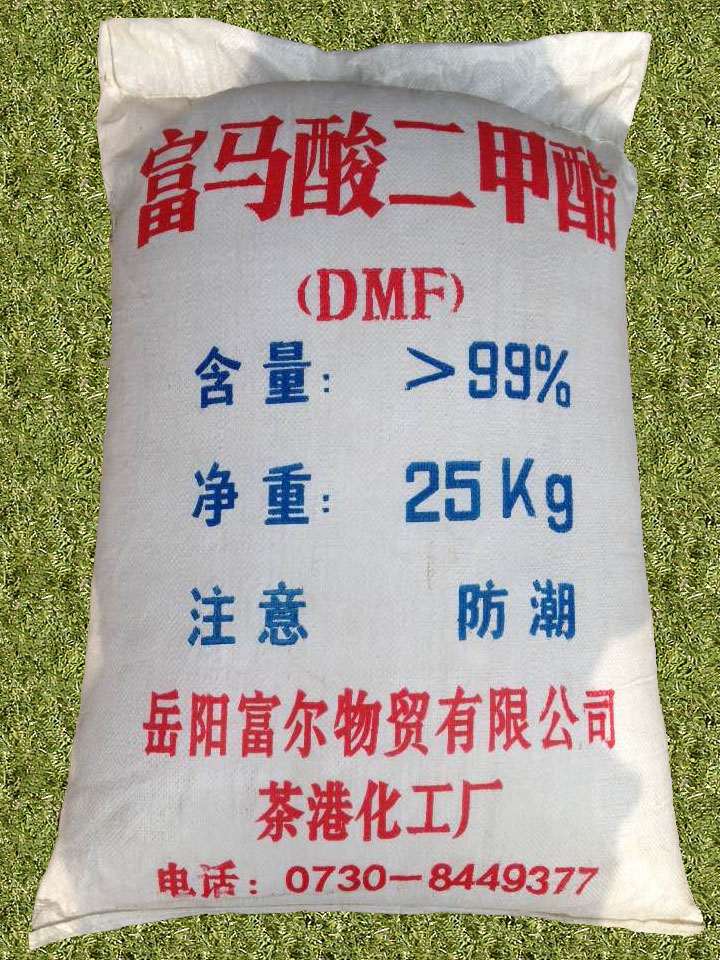 富马酸二甲酯
(DMF)
含量： >99%
净重： 25Kg
注意 防潮
岳阳富尔物贸有限公司
茶港化工厂
电话：0730-8449377